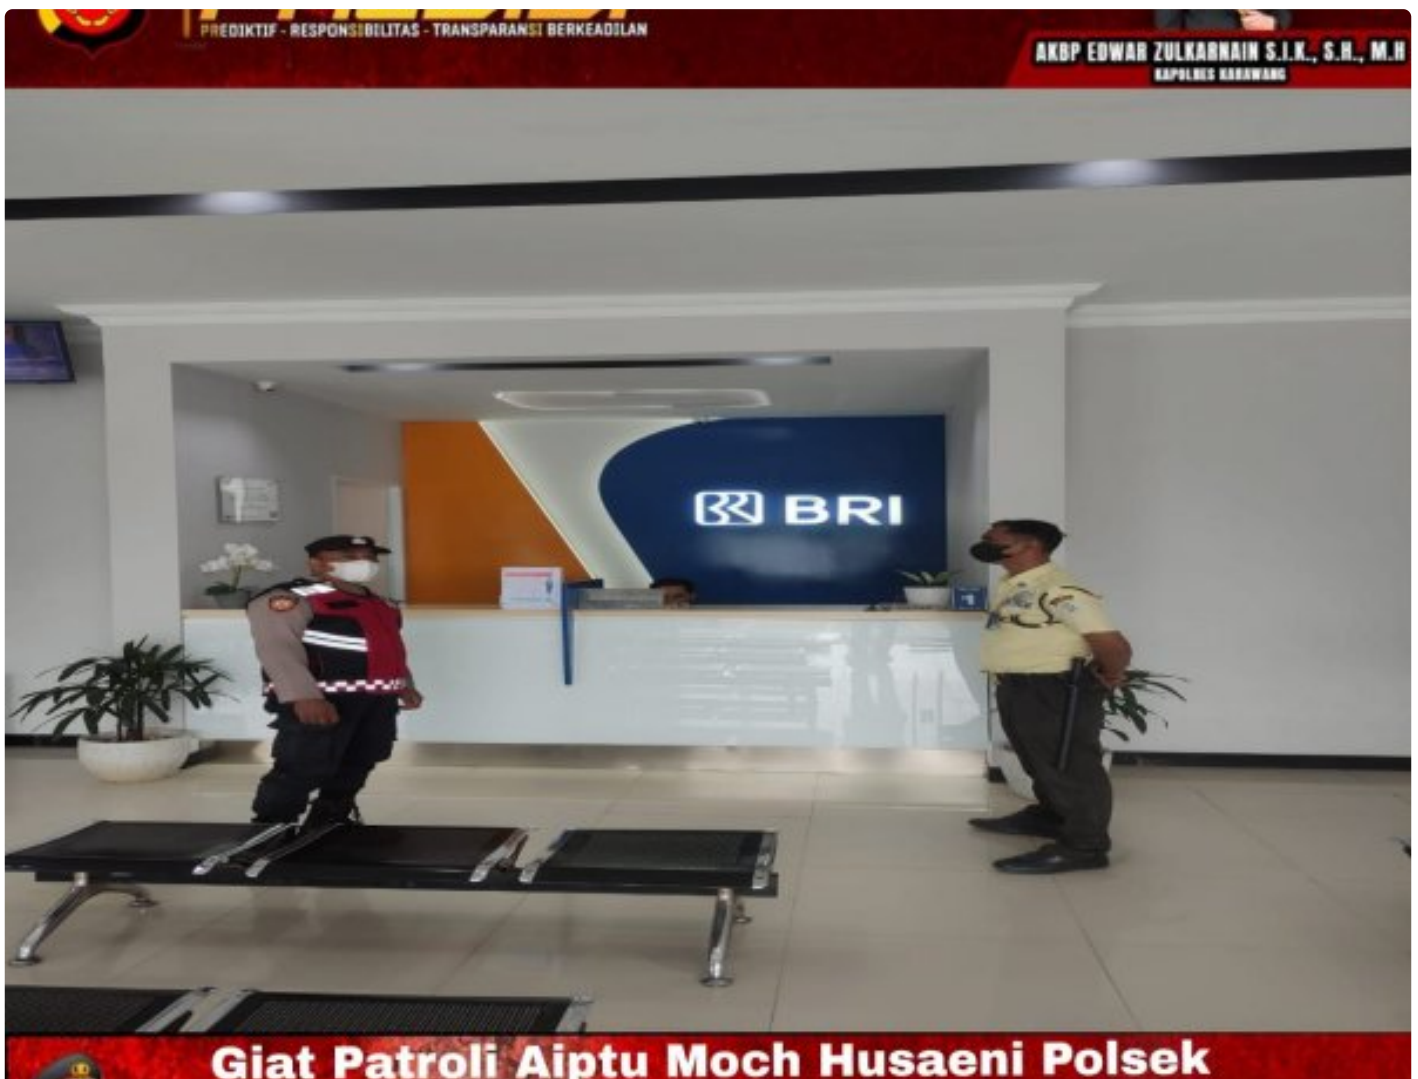 PREDIKTIF - RESPONSIBILITAS - TRANSPARANSI BERKEADILAN
AKBP EDWAR ZULKARNAIN S.I.K., S.H., M.H
KAPOLRES KARAWANG
BRI
Giat Patroli Aiptu Moch Husaeni Polsek